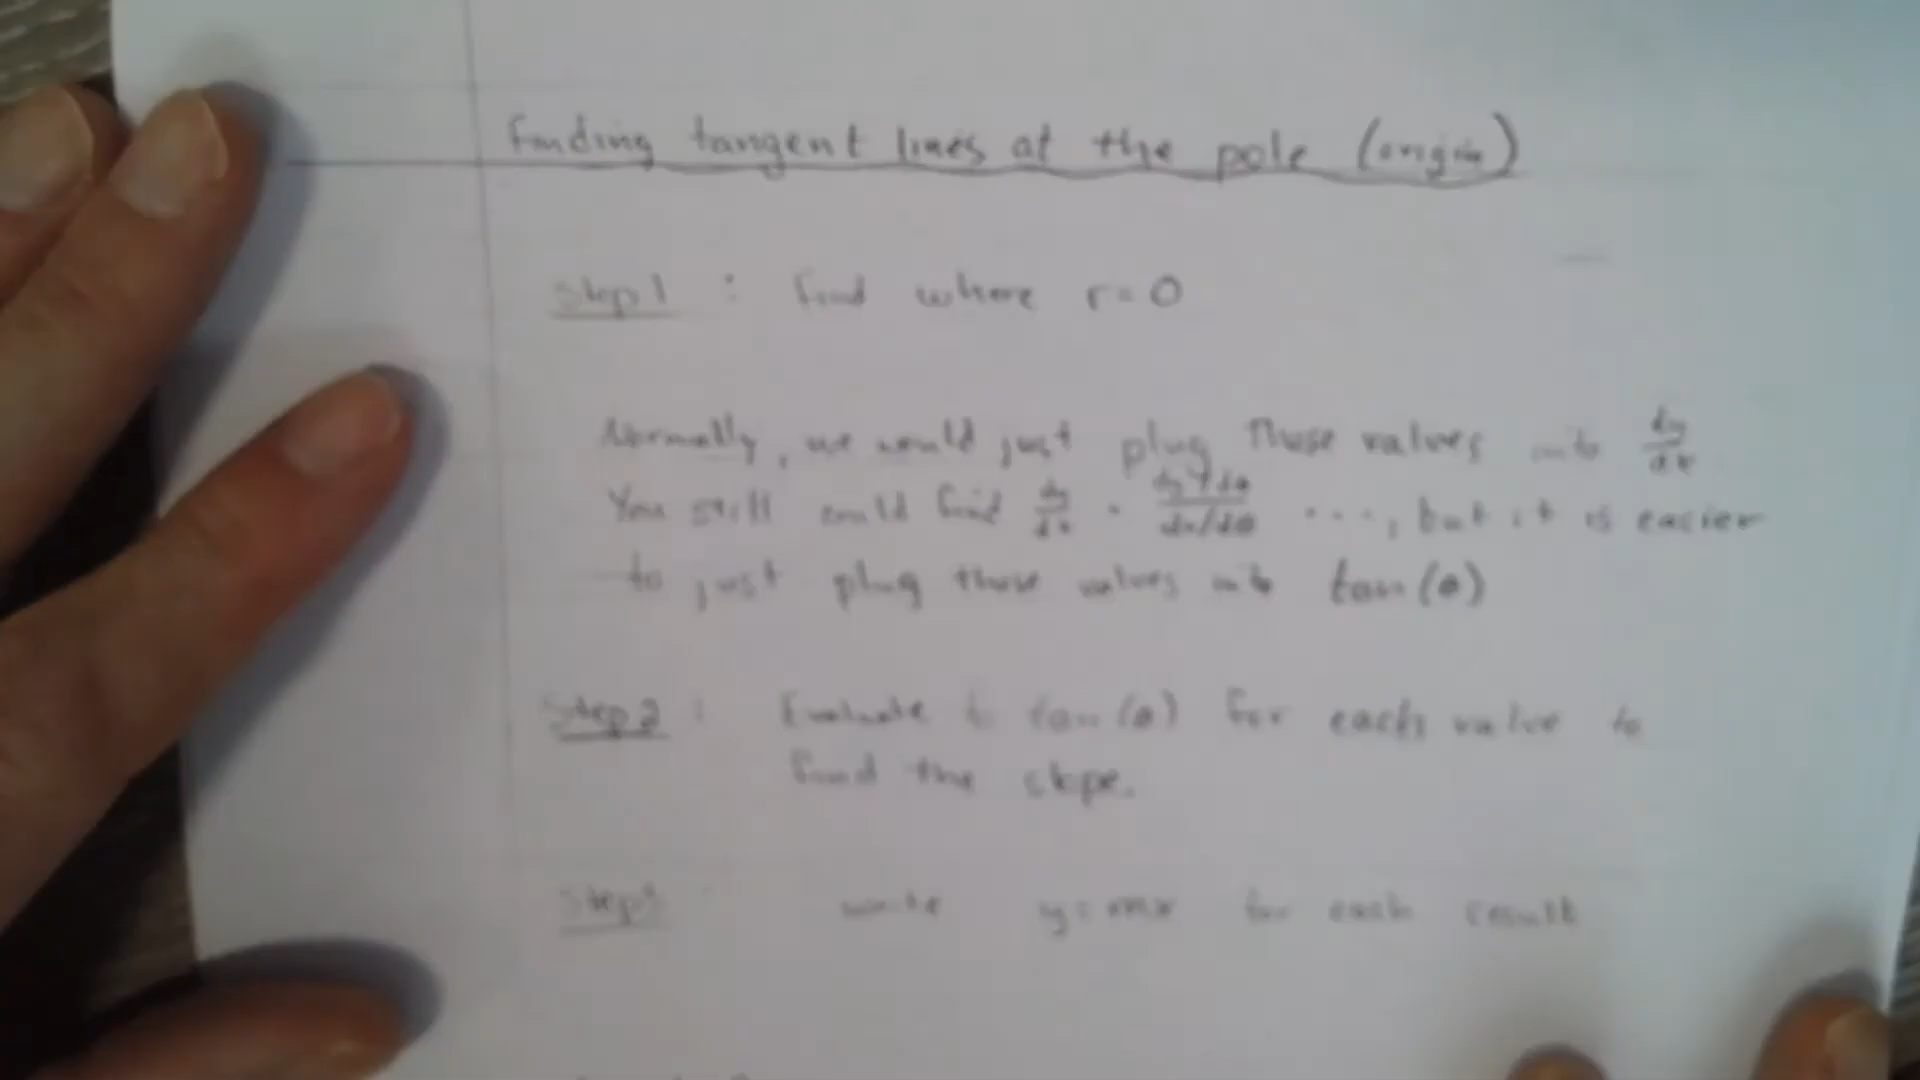 Finding tangent lines at the pole (origin)
Step 1 : find where r=0
Normally, we would just plug those values into dy/dx
You still could find dy/dx = dy/dθ / dx/dθ ..., but it is easier
to just plug those values into tan(θ)
Step 2 : Evaluate tan(θ) for each value to
find the slope.
Step 3 write y=mx for each result